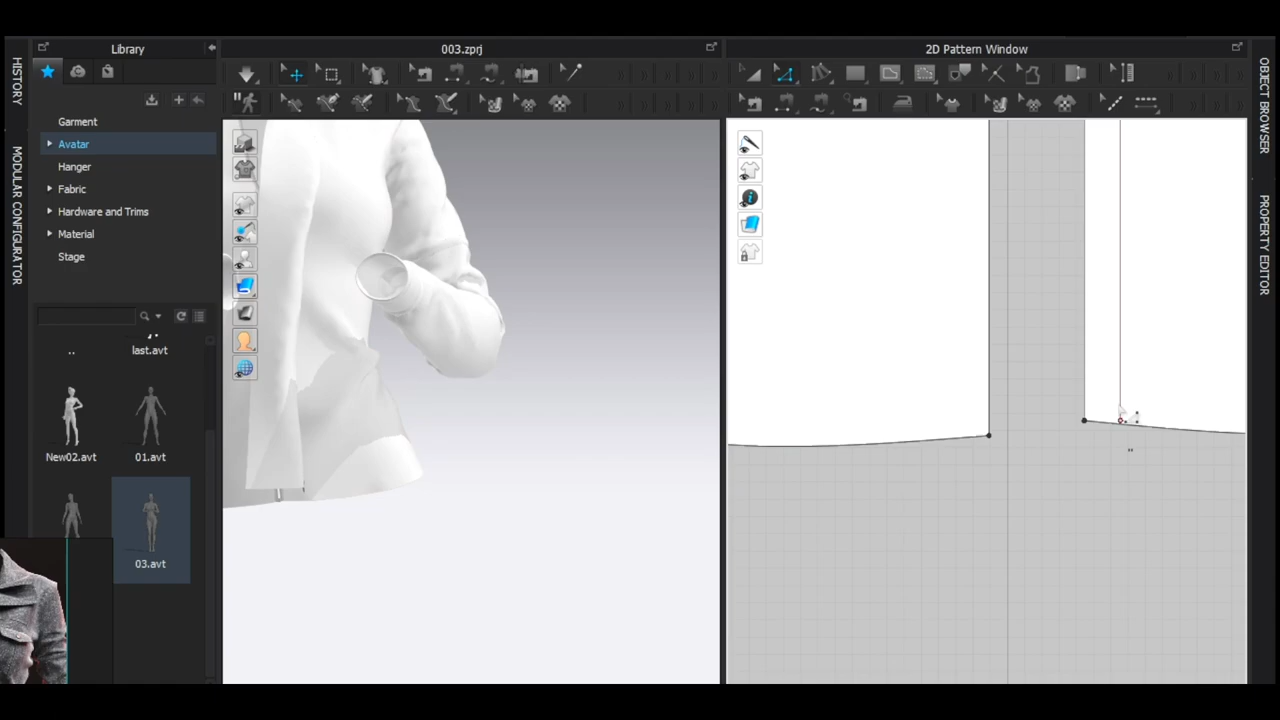 Library
003.zprj
2D Pattern Window
HISTORY
MODULAR CONFIGURATOR
Garment
Avatar
Hanger
Fabric
Hardware and Trims
Material
Stage
..
last.avt
New02.avt
01.avt
03.avt
OBJECT BROWSER
PROPERTY EDITOR